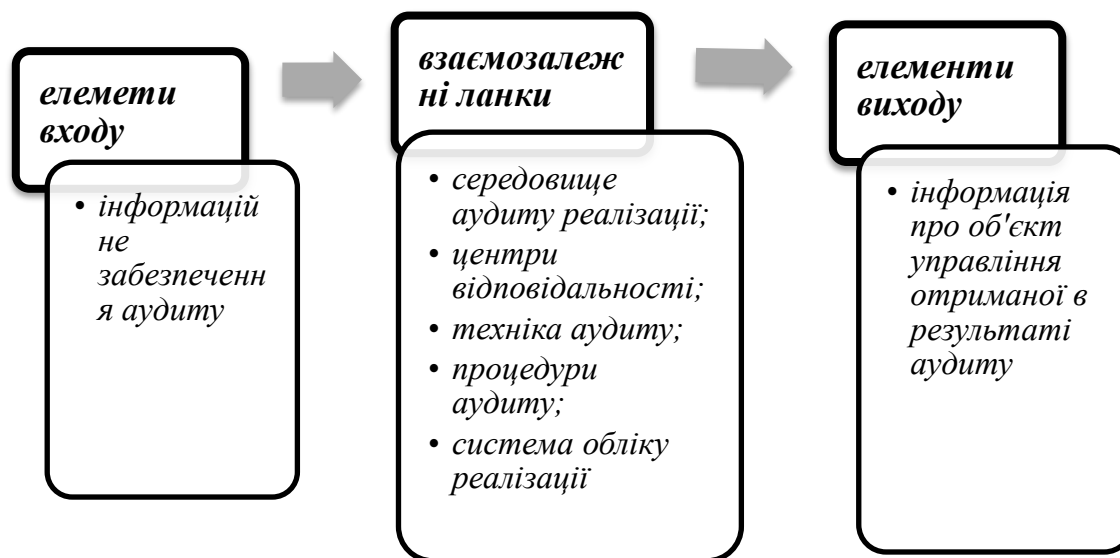 елемети
входу
• інформацій
не
забезпеченн
я аудиту
взаємозалеж
ні ланки
• середовище
аудиту реалізації;
• центри
відповідальності;
• техніка аудиту;
• процедури
аудиту;
• система обліку
реалізації
елементи
виходу
• інформація
про об'єкт
управління
отриманої в
результаті
аудиту